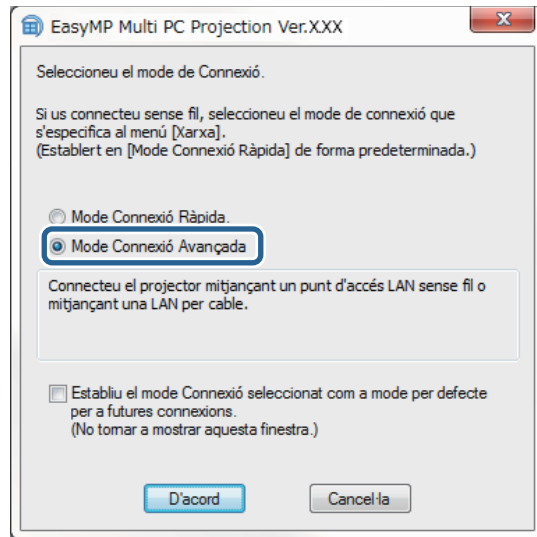 EasyMP Multi PC Projection Ver.XXX
Seleccioneu el mode de Connexió.
Si us connecteu sense fil, seleccioneu el mode de connexió que
s'especifica al menú [Xarxa].
(Establert en [Mode Connexió Ràpida] de forma predeterminada.)
Mode Connexió Ràpida.
Mode Connexió Avançada
Connecteu el projector mitjançant un punt d'accés LAN sense fil o
mitjançant una LAN per cable.
Establiu el mode Connexió seleccionat com a mode per defecte
per a futures connexions.
(No tornar a mostrar aquesta finestra.)
D'acord
Cancel·la